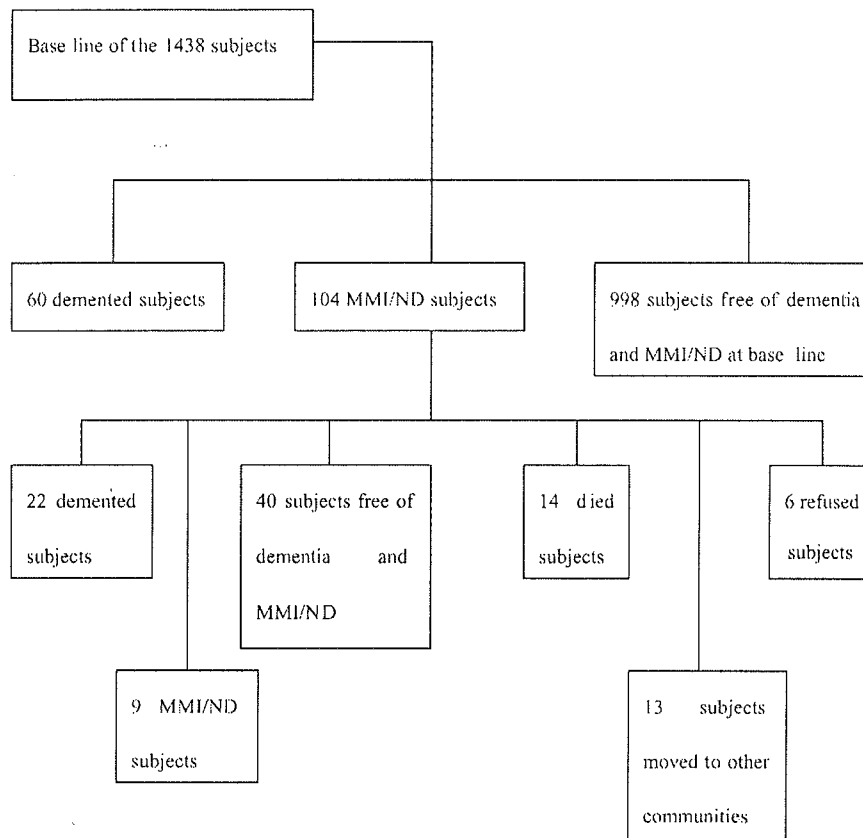 Base line of the 1438 subjects
60 demented subjects
104 MMI/ND subjects
998 subjects free of dementia
and MMI/ND at base line
22 demented
subjects
40 subjects free of
dementia and
MMI/ND
14 died
subjects
6 refused
subjects
9 MMI/ND
subjects
13 subjects
moved to other
communities